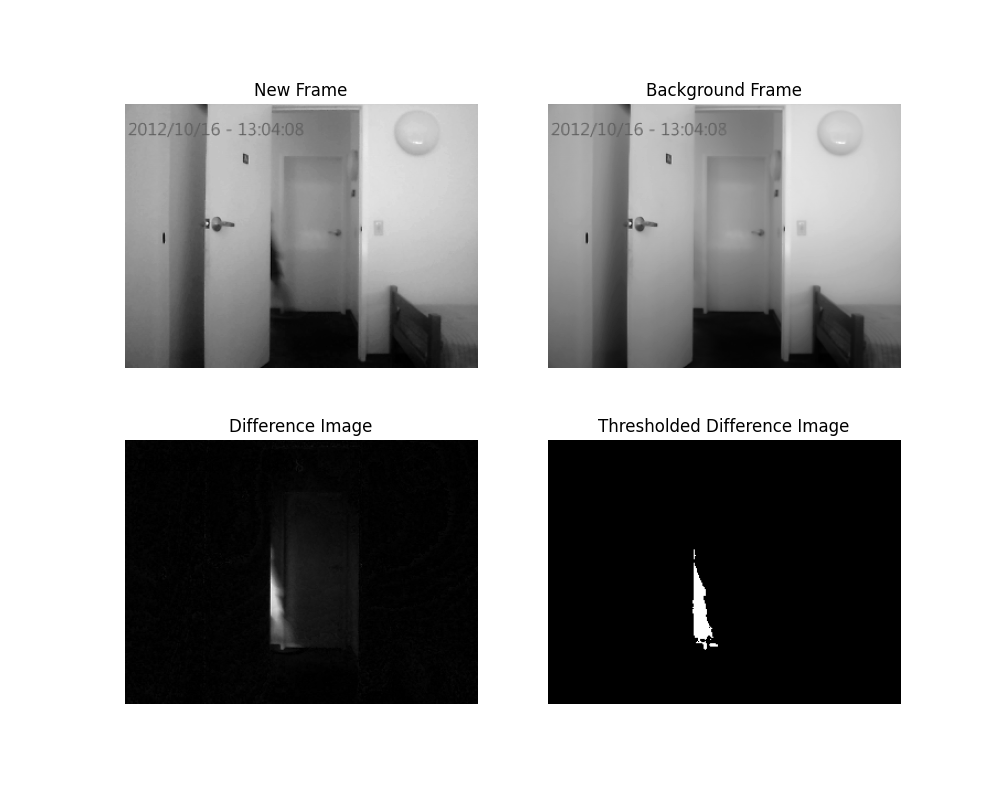 New Frame
Background Frame
2012/10/16 - 13:04:08
2012/10/16 - 13:04:08
Difference Image
Thresholded Difference Image